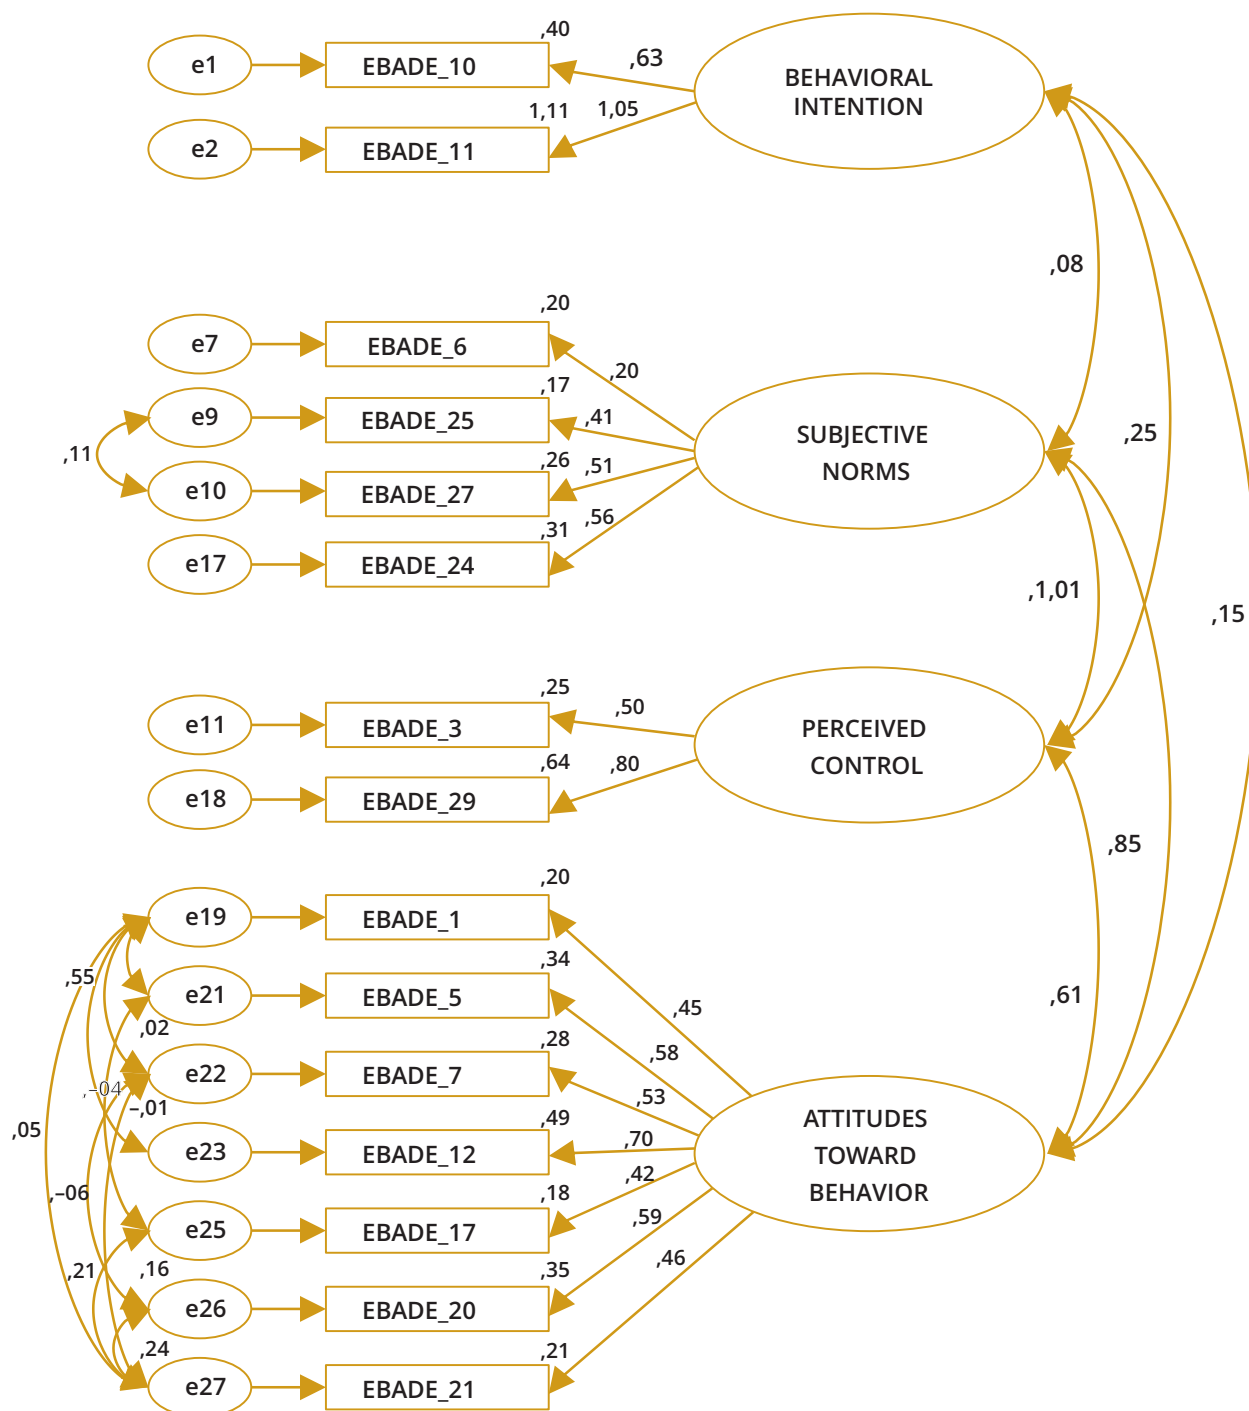 ,40
e1
EBADE_10
,63
BEHAVIORAL
INTENTION
1,11
1,05
e2
EBADE_11
,08
,20
e7
EBADE_6
,20
,17
e9
EBADE_25
,41
SUBJECTIVE
NORMS
,25
,11
,26
e10
EBADE_27
,51
,31
,56
e17
EBADE_24
,1,01
,15
,25
e11
EBADE_3
,50
PERCEIVED
CONTROL
,64
e18
EBADE_29
,80
,85
,20
e19
EBADE_1
,55
,34
e21
EBADE_5
,45
,61
,02
,28
e22
EBADE_7
,58
,-04
-,01
,53
,05
,49
e23
EBADE_12
,70
ATTITUDES
TOWARD
BEHAVIOR
,-06
,18
e25
EBADE_17
,42
,59
,21
,16
,35
e26
EBADE_20
,46
,24
,21
e27
EBADE_21